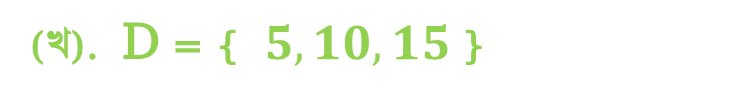 (খ). D = { 5, 10, 15 }